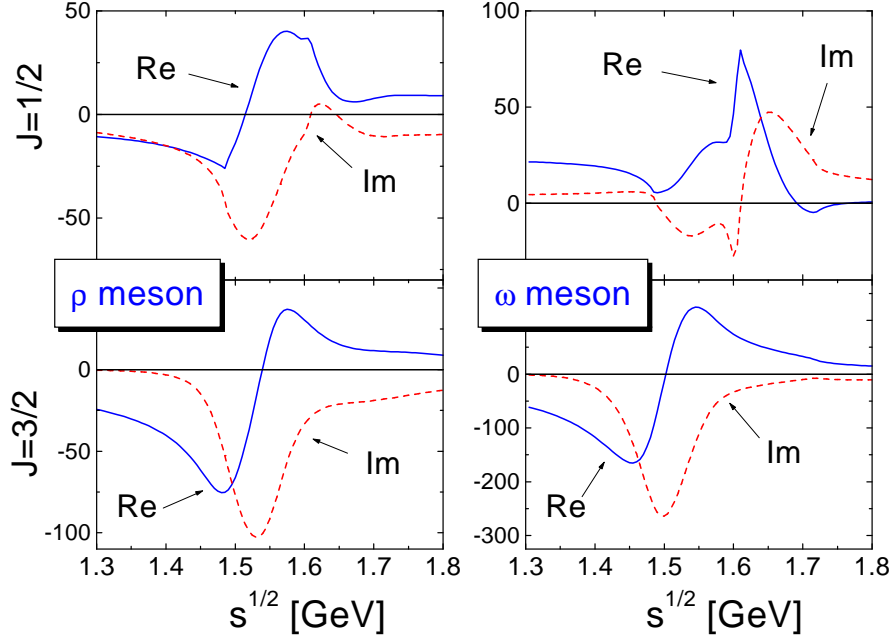 J=1/2
50
0
-50
Re
Im
100
50
0
Re
Im
ρ meson
ω meson
J=3/2
0
-50
-100
Re
Im
0
-100
-150
-200
-300
Re
Im
1.3 1.4 1.5 1.6 1.7 1.8
s^1/2 [GeV]
1.3 1.4 1.5 1.6 1.7 1.8
s^1/2 [GeV]